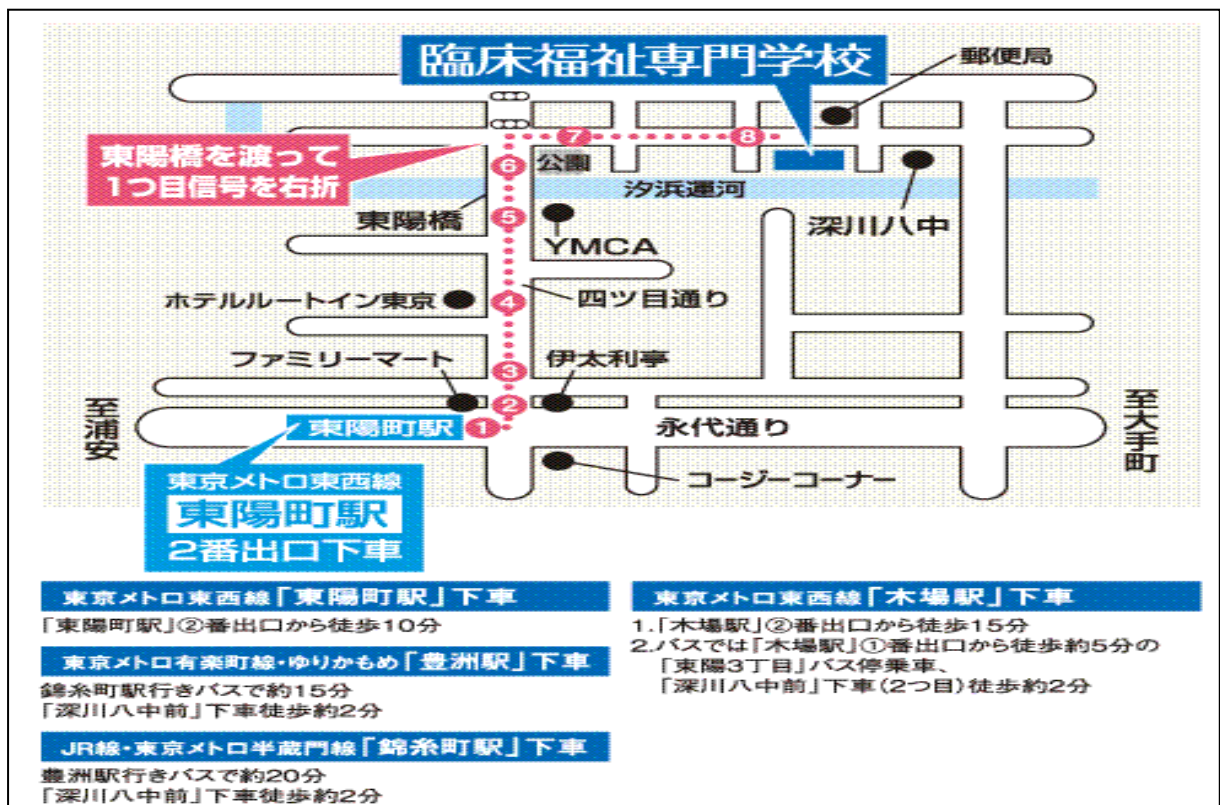 臨床福祉専門学校
郵便局
⑦
⑧
東陽橋を渡って
1つ目信号を右折
⑥
公園
汐浜運河
東陽橋
⑤
YMCA
深川八中
ホテルルートイン東京
④
四ツ目通り
ファミリーマート
③
伊太利亭
②
至浦安
東陽町駅
①
永代通り
至大手町
コージーコーナー
東京メトロ東西線
東陽町駅
2番出口下車
東京メトロ東西線「東陽町駅」下車
「東陽町駅」②番出口から徒歩10分
東京メトロ有楽町線・ゆりかもめ「豊洲駅」下車
錦糸町駅行きバスで約15分
「深川八中前」下車徒歩約2分
JR線・東京メトロ半蔵門線「錦糸町駅」下車
豊洲駅行きバスで約20分
「深川八中前」下車徒歩約2分
東京メトロ東西線「木場駅」下車
1.「木場駅」②番出口から徒歩15分
2.バスでは「木場駅」①番出口から徒歩約5分の
「東陽3丁目」バス停乗車、
「深川八中前」下車(2つ目)徒歩約2分